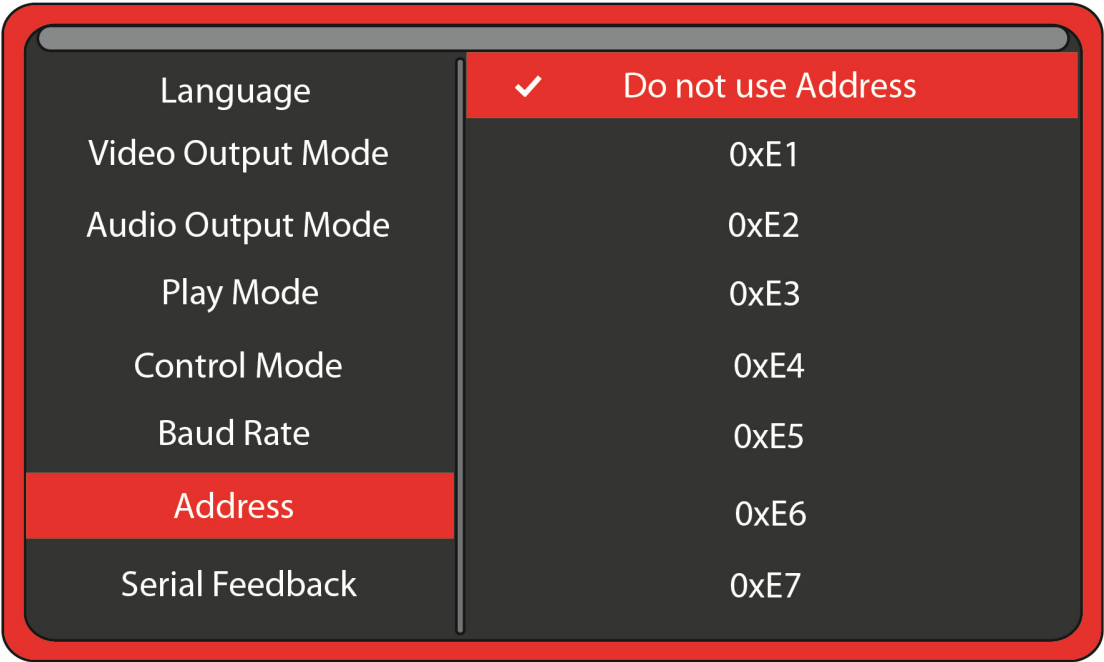 Language
Video Output Mode
Audio Output Mode
Play Mode
Control Mode
Baud Rate
Address
Serial Feedback
Do not use Address
0xE1
0xE2
0xE3
0xE4
0xE5
0xE6
0xE7